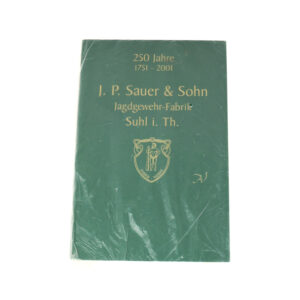 250 Jahre
1751 - 2001
J. P. Sauer & Sohn
Jagdgewehr-Fabrik
Suhl i. Th.